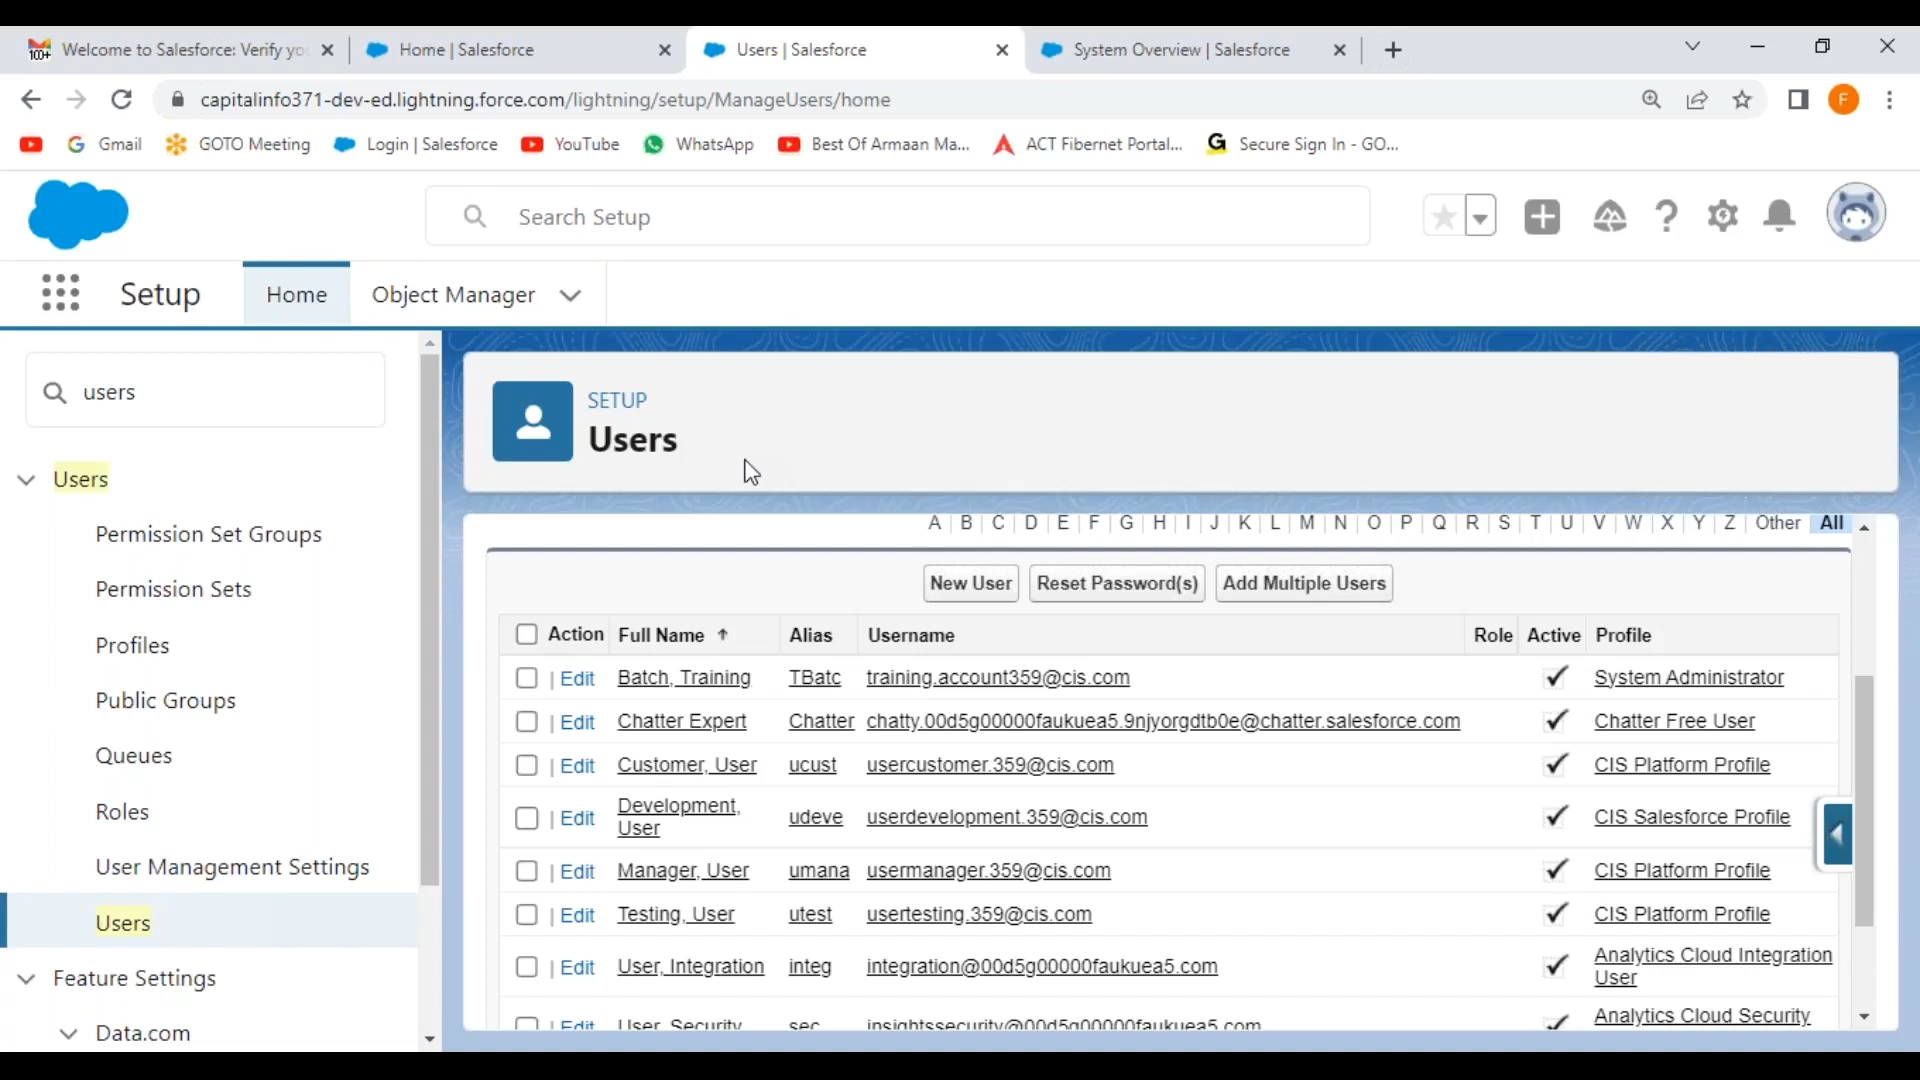 Welcome to Salesforce: Verify yo
Home | Salesforce
Users | Salesforce
System Overview | Salesforce
capitalinfo371-dev-ed.lightning.force.com/lightning/setup/ManageUsers/home
F
Gmail
GOTO Meeting
Login | Salesforce
YouTube
WhatsApp
Best Of Armaan Ma...
ACT Fibernet Portal...
Secure Sign In - GO...
Search Setup
Setup
Home
Object Manager
users
Users
Permission Set Groups
Permission Sets
Profiles
Public Groups
Queues
Roles
User Management Settings
Users
Feature Settings
Data.com
SETUP
Users
A | B | C | D | E | F | G | H | I | J | K | L | M | N | O | P | Q | R | S | T | U | V | W | X | Y | Z | Other All
New User Reset Password(s) Add Multiple Users
Action Full Name ↑ Alias Username Role Active Profile
| Edit Batch, Training TBatc training.account359@cis.com System Administrator
| Edit Chatter Expert Chatter chatty.00d5g00000faukuea5.9njyorgdtb0e@chatter.salesforce.com Chatter Free User
| Edit Customer, User ucust usercustomer.359@cis.com CIS Platform Profile
| Edit Development, User udeve userdevelopment.359@cis.com CIS Salesforce Profile
| Edit Manager, User umana usermanager.359@cis.com CIS Platform Profile
| Edit Testing, User utest usertesting.359@cis.com CIS Platform Profile
| Edit User, Integration integ integration@00d5g00000faukuea5.com Analytics Cloud Integration User
| Edit User, Security sec insightssecurity@00d5g00000faukuea5.com Analytics Cloud Security